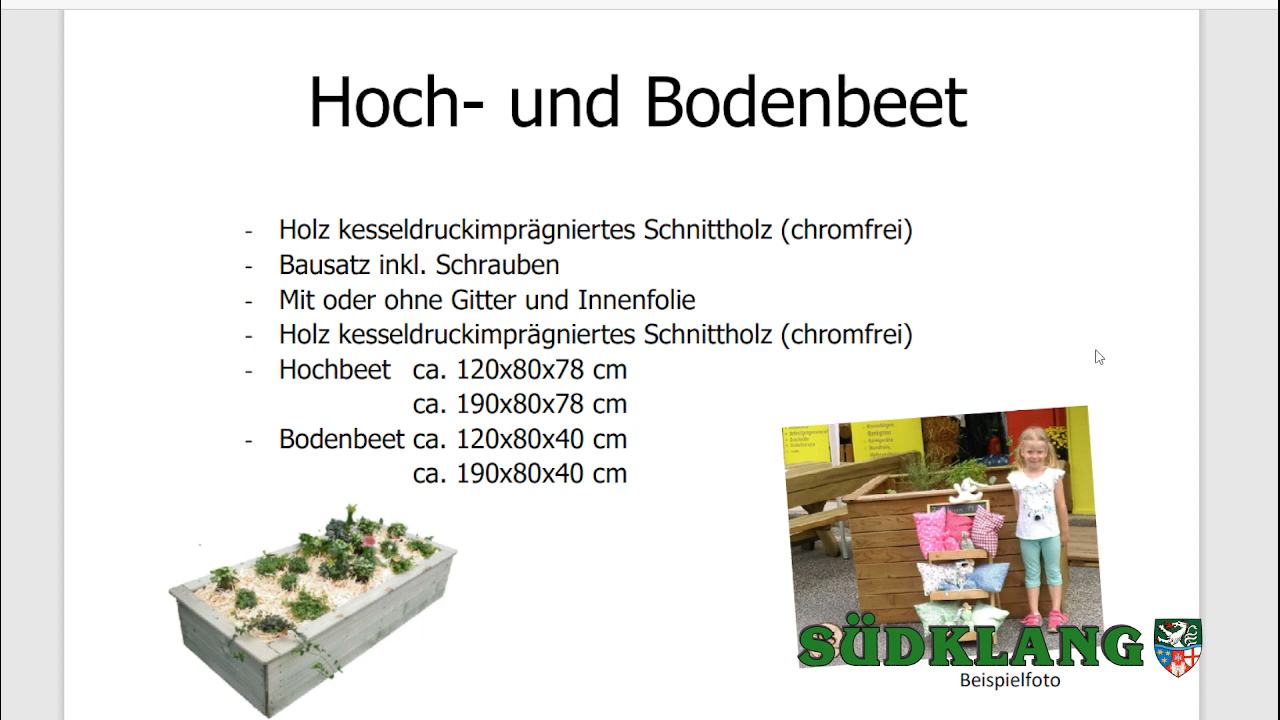 Hoch- und Bodenbeet
- Holz kesseldruckimprägniertes Schnittholz (chromfrei)
- Bausatz inkl. Schrauben
- Mit oder ohne Gitter und Innenfolie
- Holz kesseldruckimprägniertes Schnittholz (chromfrei)
- Hochbeet ca. 120x80x78 cm
ca. 190x80x78 cm
- Bodenbeet ca. 120x80x40 cm
ca. 190x80x40 cm
SÜDKLANG
Beispielfoto